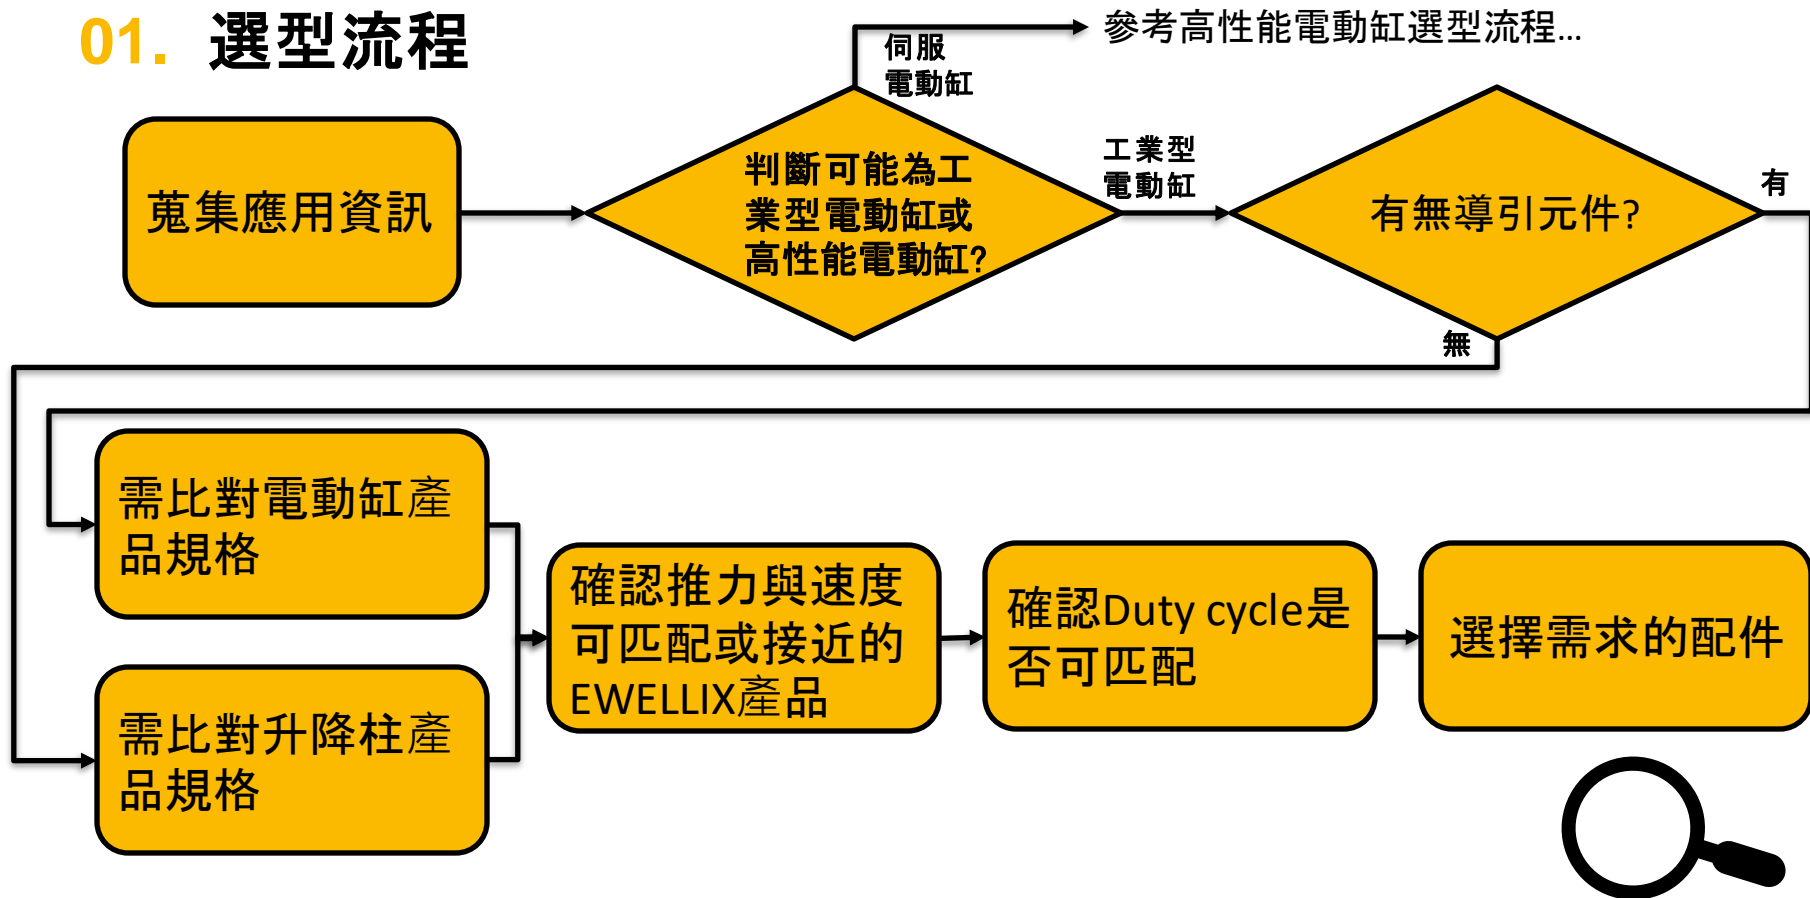 01. 選型流程
參考高性能電動缸選型流程...
伺服
電動缸
蒐集應用資訊
判斷可能為工
業型電動缸或
高性能電動缸?
工業型
電動缸
有無導引元件?
有
無
需比對電動缸產
品規格
需比對升降柱產
品規格
確認推力與速度
可匹配或接近的
EWELLIX產品
確認Duty cycle是
否可匹配
選擇需求的配件